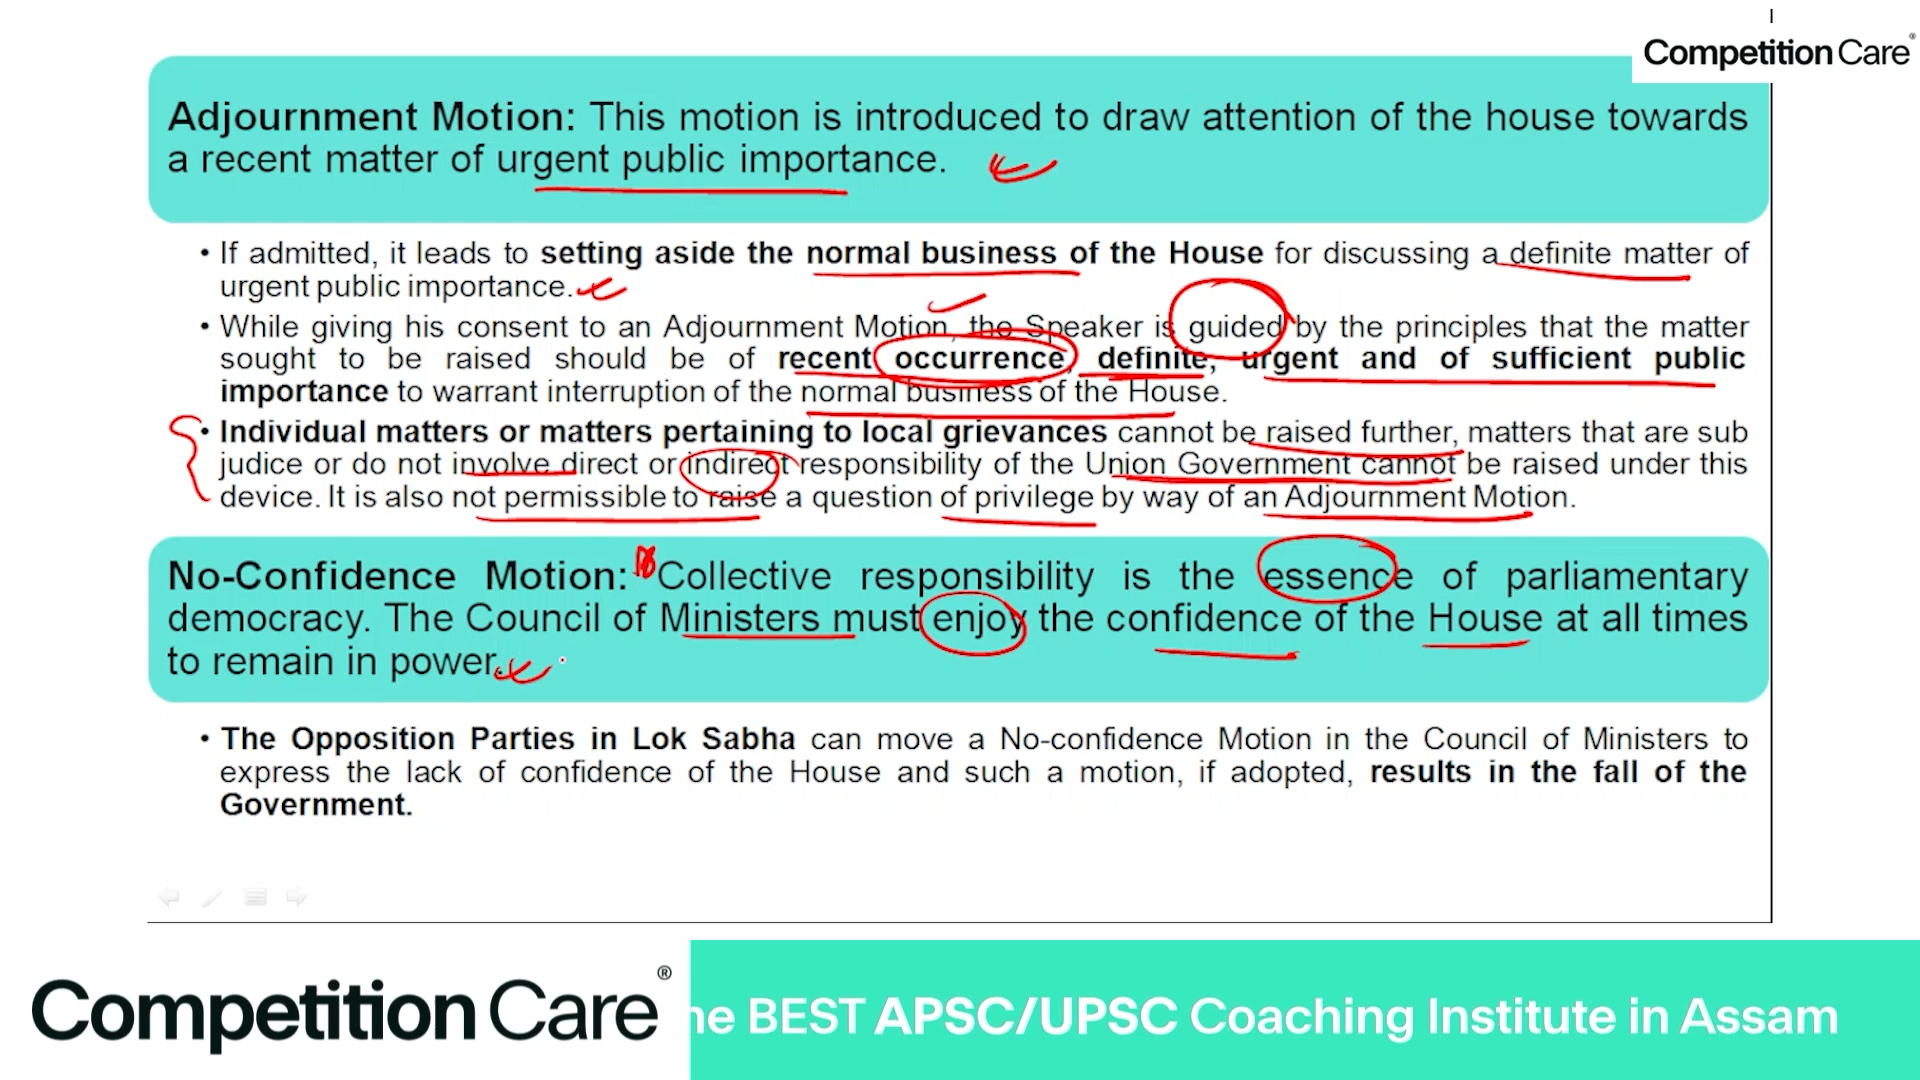 Competition Care®
Adjournment Motion: This motion is introduced to draw attention of the house towards
a recent matter of urgent public importance.
• If admitted, it leads to setting aside the normal business of the House for discussing a definite matter of
urgent public importance.
• While giving his consent to an Adjournment Motion, the Speaker is guided by the principles that the matter
sought to be raised should be of recent occurrence, definite, urgent and of sufficient public
importance to warrant interruption of the normal business of the House.
• Individual matters or matters pertaining to local grievances cannot be raised further, matters that are sub
judice or do not involve direct or indirect responsibility of the Union Government cannot be raised under this
device. It is also not permissible to raise a question of privilege by way of an Adjournment Motion.
No-Confidence Motion: Collective responsibility is the essence of parliamentary
democracy. The Council of Ministers must enjoy the confidence of the House at all times
to remain in power.
• The Opposition Parties in Lok Sabha can move a No-confidence Motion in the Council of Ministers to
express the lack of confidence of the House and such a motion, if adopted, results in the fall of the
Government.
Competition Care®
he BEST APSC/UPSC Coaching Institute in Assam